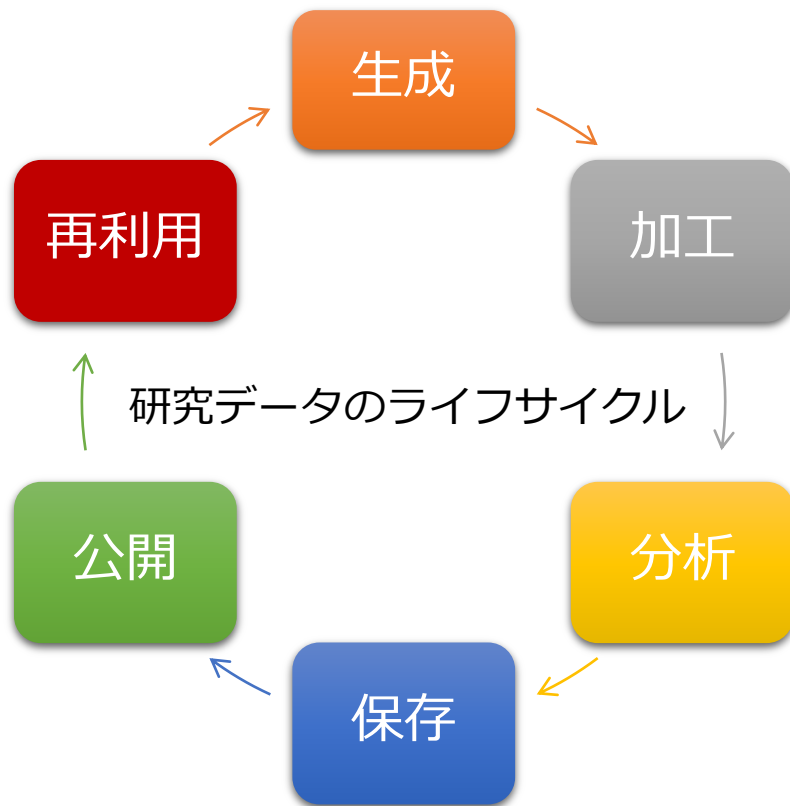 生成
加工
分析
保存
公開
再利用
研究データのライフサイクル